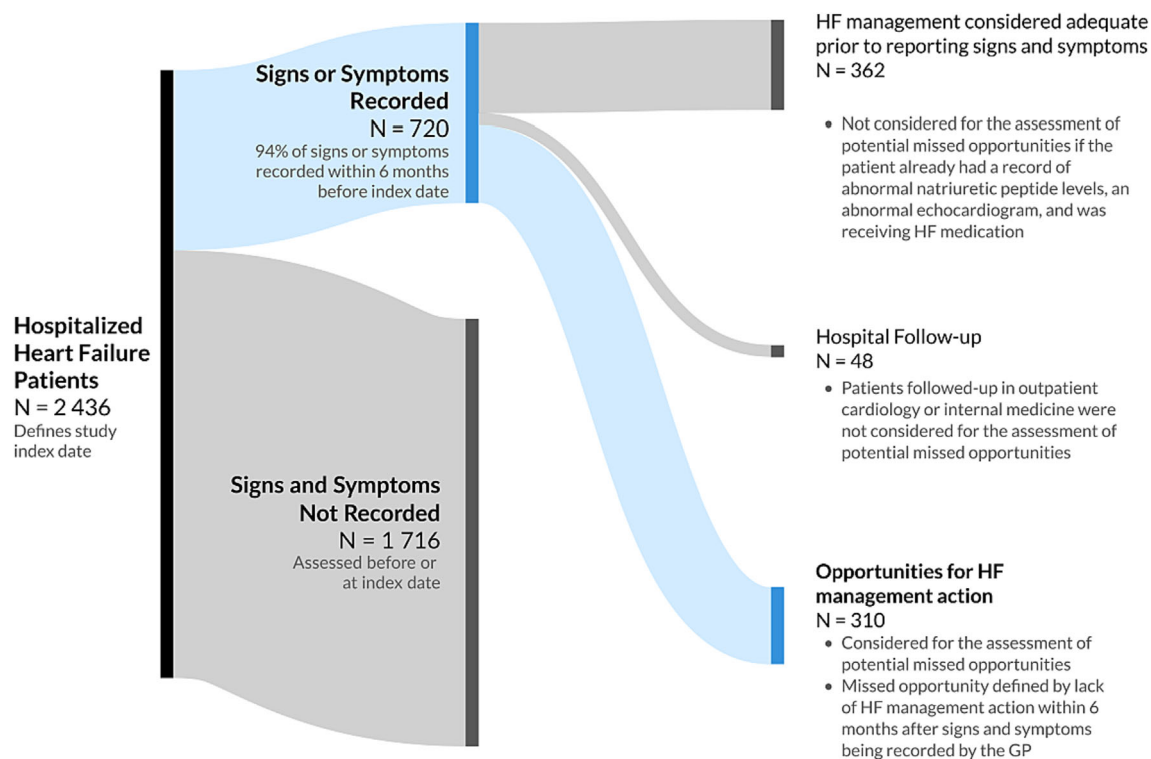 Hospitalized
Heart Failure
Patients
N = 2 436
Defines study
index date
Signs or Symptoms
Recorded
N = 720
94% of signs or symptoms
recorded within 6 months
before index date
Signs and Symptoms
Not Recorded
N = 1 716
Assessed before or
at index date
HF management considered adequate
prior to reporting signs and symptoms
N = 362
• Not considered for the assessment of
potential missed opportunities if the
patient already had a record of
abnormal natriuretic peptide levels, an
abnormal echocardiogram, and was
receiving HF medication
Hospital Follow-up
N = 48
• Patients followed-up in outpatient
cardiology or internal medicine were
not considered for the assessment of
potential missed opportunities
Opportunities for HF
management action
N = 310
• Considered for the assessment of
potential missed opportunities
• Missed opportunity defined by lack
of HF management action within 6
months after signs and symptoms
being recorded by the GP